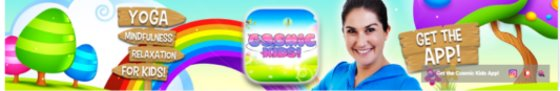 YOGA
MINDFULNESS
RELAXATION
FOR KIDS!
COSMIC
KIDS!
GET THE
APP!
Get the Cosmic Kids App!